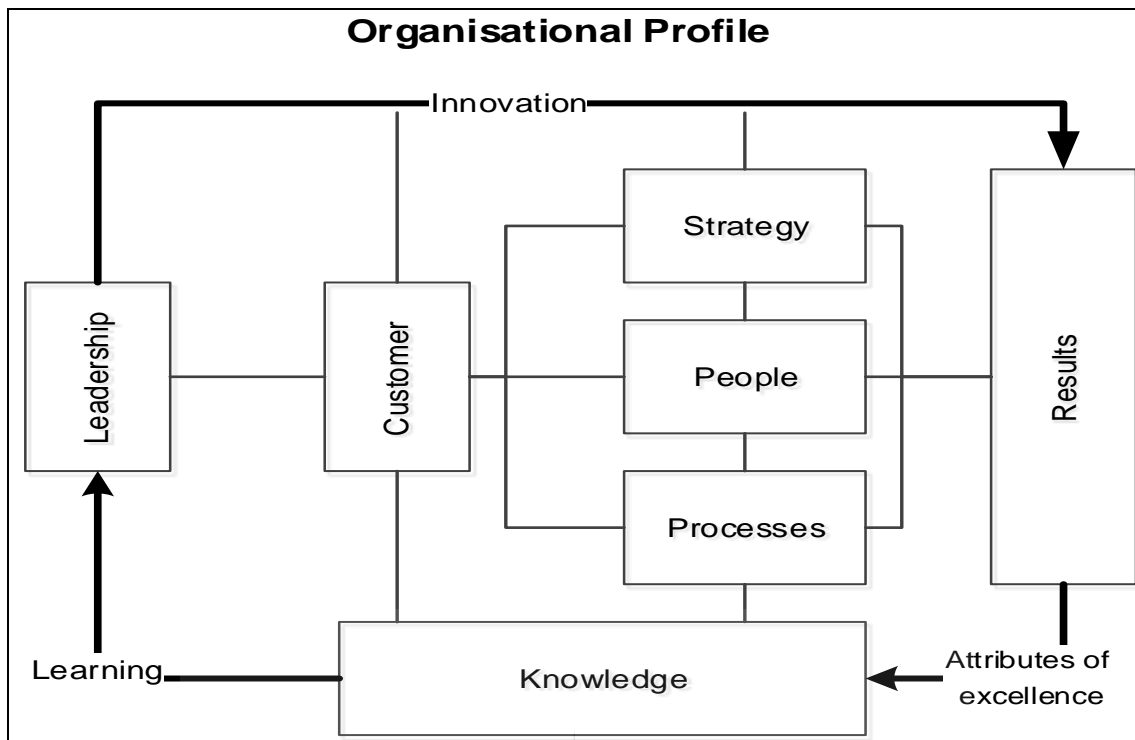 Organisational Profile
Innovation
Strategy
Leadership
Customer
People
Results
Processes
Learning
Knowledge
Attributes of
excellence